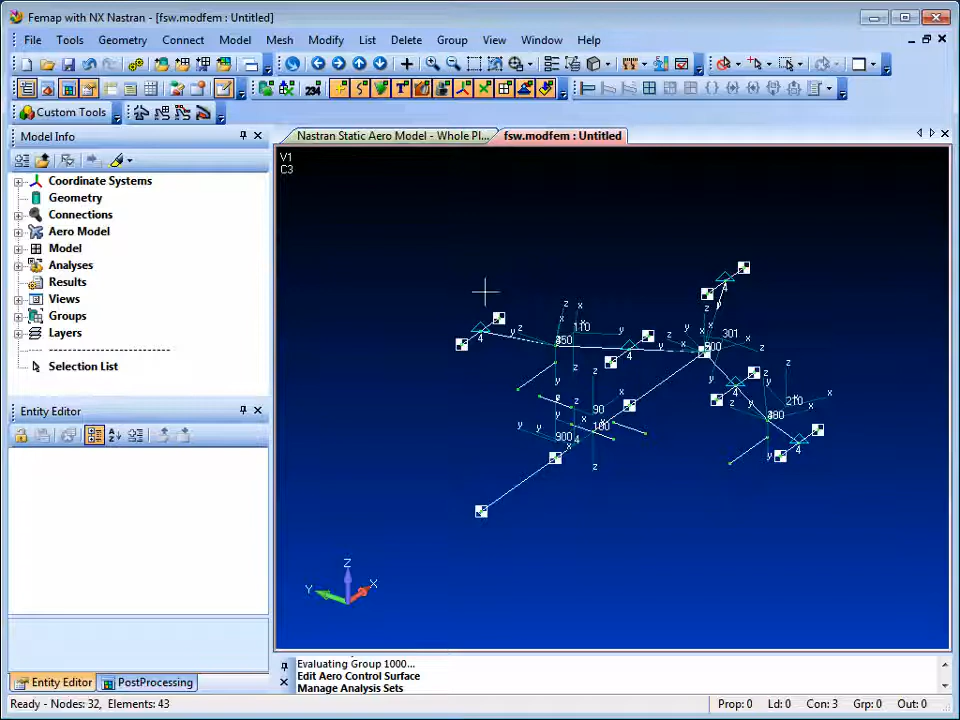 Femap with NX Nastran - [fsw.modfem : Untitled]
File Tools Geometry Connect Model Mesh Modify List Delete Group View Window Help
234
Custom Tools
Model Info
Nastran Static Aero Model - Whole Pl... fsw.modfem : Untitled
V1
C3
Coordinate Systems
Geometry
Connections
Aero Model
Model
Analyses
Results
Views
Groups
Layers
Selection List
Entity Editor
110
301
4
210
90
100
900
Z
Y
X
Entity Editor PostProcessing
Evaluating Group 1000...
Edit Aero Control Surface
Manage Analysis Sets
Ready - Nodes: 32, Elements: 43
Prop: 0 Ld: 0 Con: 3 Grp: 0 Out: 0